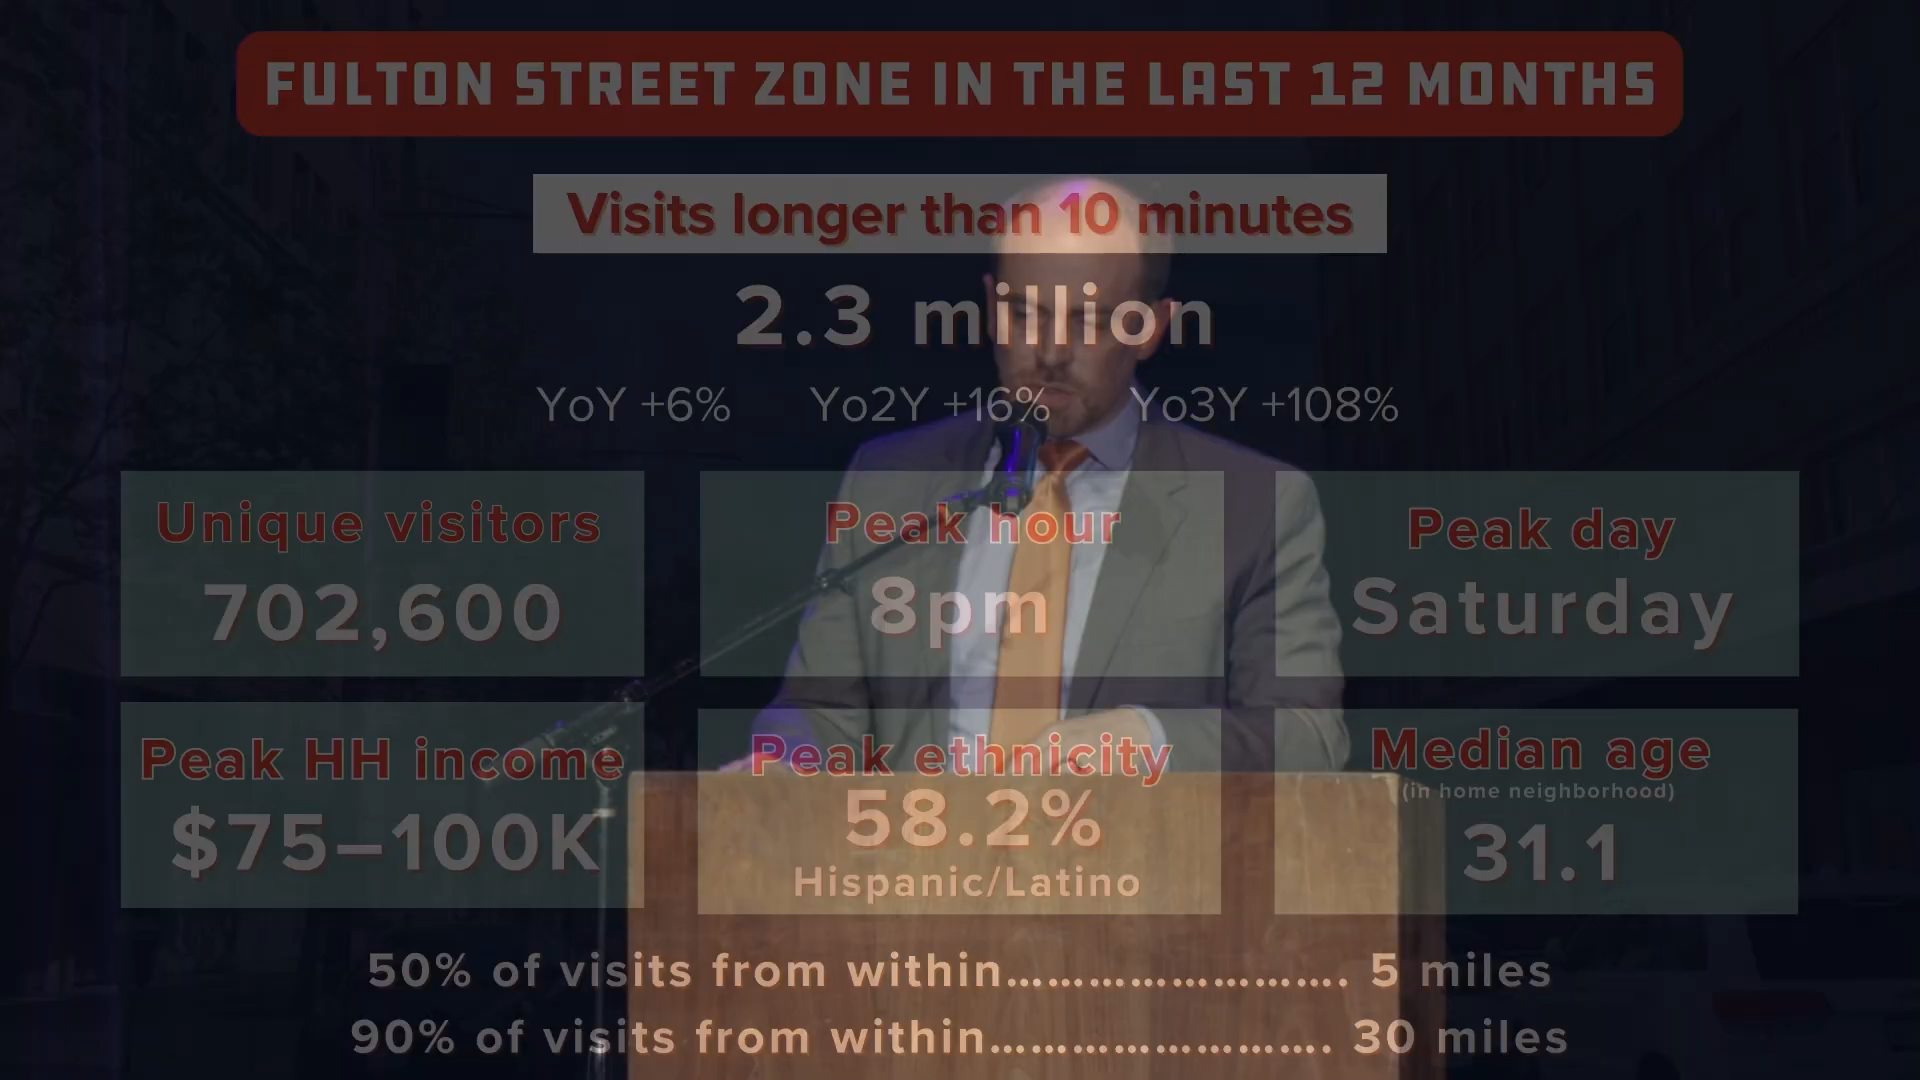 FULTON STREET ZONE IN THE LAST 12 MONTHS
Visits longer than 10 minutes
2.3 million
YoY +6% Yo2Y +16% Yo3Y +108%
Unique visitors
702,600
Peak hour
8pm
Peak day
Saturday
Peak HH income
$75–100K
Peak ethnicity
58.2%
Hispanic/Latino
Median age
(in home neighborhood)
31.1
50% of visits from within........................ 5 miles
90% of visits from within........................ 30 miles